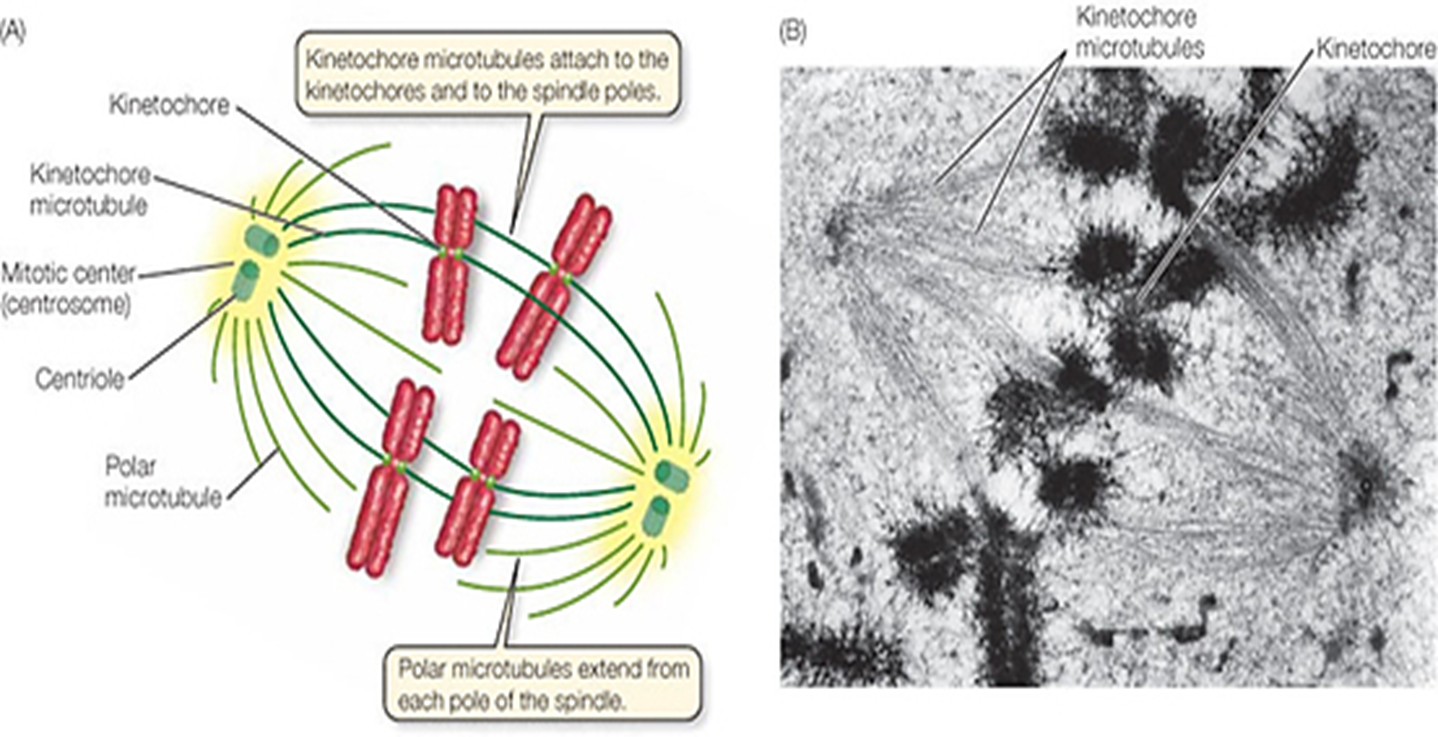 (A)
Kinetochore microtubules attach to the
kinetochores and to the spindle poles.
Kinetochore
Kinetochore
microtubule
Mitotic center
(centrosome)
Centriole
Polar
microtubule
Polar microtubules extend from
each pole of the spindle.
(B)
Kinetochore
microtubules
Kinetochore